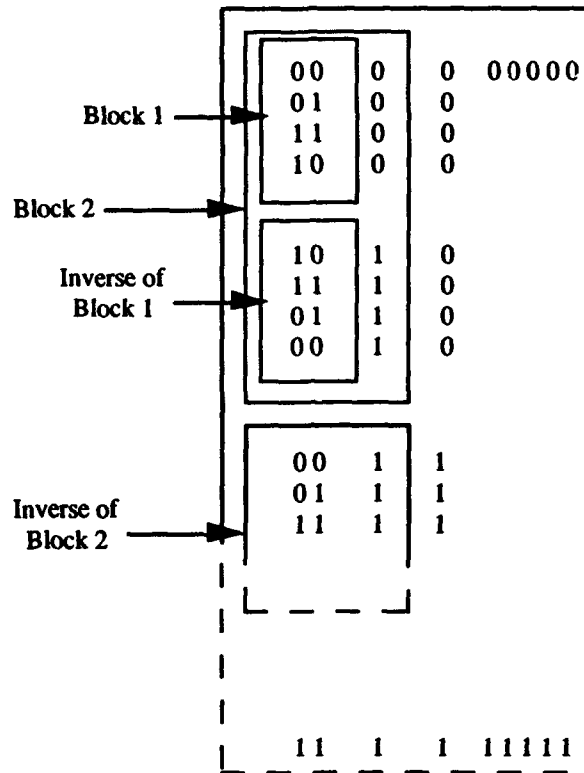 00 0 0 00000
01 0 0
Block 1
11 0 0
10 0 0
Block 2
10 1 0
Inverse of
Block 1
11 1 0
01 1 0
00 1 0
00 1 1
01 1 1
Inverse of
Block 2
11 1 1
11 1 1 11111